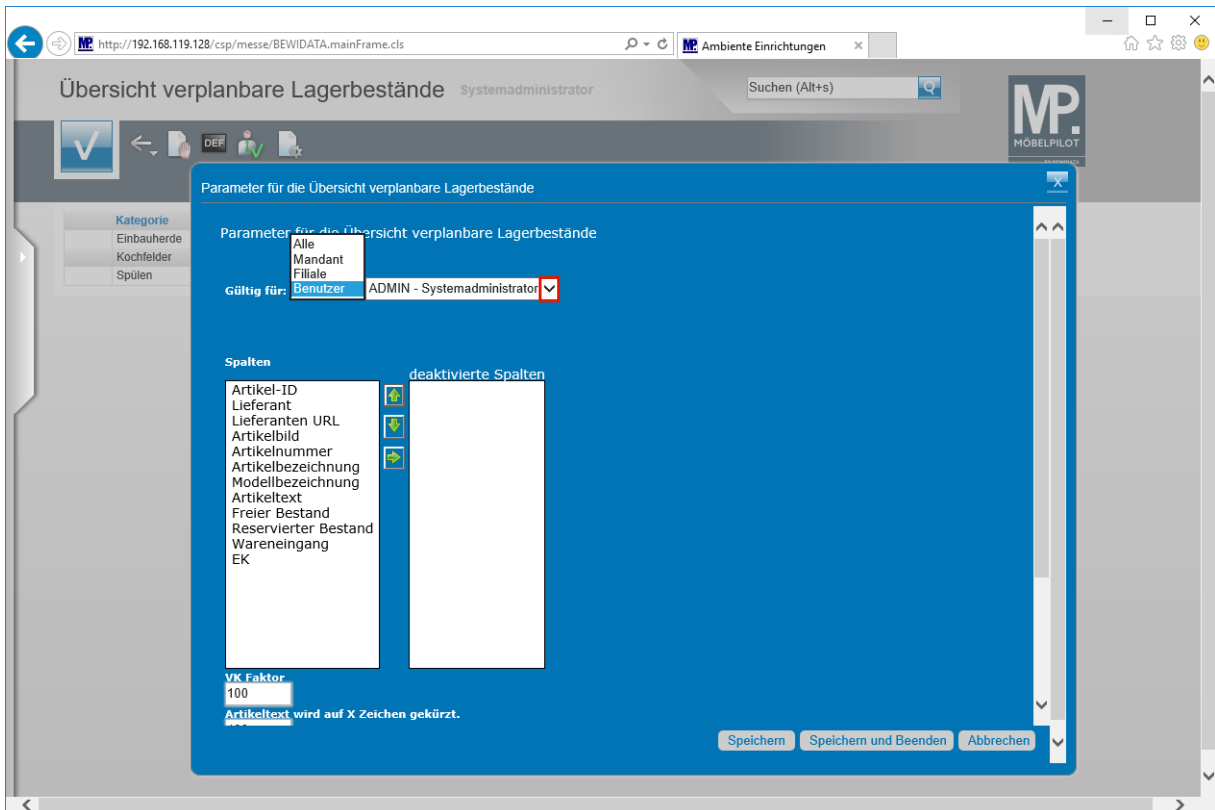 http://192.168.119.128/csp/messe/BEWIDATA.mainFrame.cls
MP. Ambiente Einrichtungen
Übersicht verplanbare Lagerbestände Systemadministrator
Suchen (Alt+s)
MP.
MÖBELPILOT
DEF
Parameter für die Übersicht verplanbare Lagerbestände
X
Kategorie
Einbauherde
Kochfelder
Spülen
Parameter für die Übersicht verplanbare Lagerbestände
Alle
Mandant
Filiale
Gültig für: Benutzer ADMIN - Systemadministrator
Spalten
deaktivierte Spalten
Artikel-ID
Lieferant
Lieferanten URL
Artikelbild
Artikelnummer
Artikelbezeichnung
Modellbezeichnung
Artikeltext
Freier Bestand
Reservierter Bestand
Wareneingang
EK
VK Faktor
100
Artikeltext wird auf X Zeichen gekürzt.
Speichern Speichern und Beenden Abbrechen